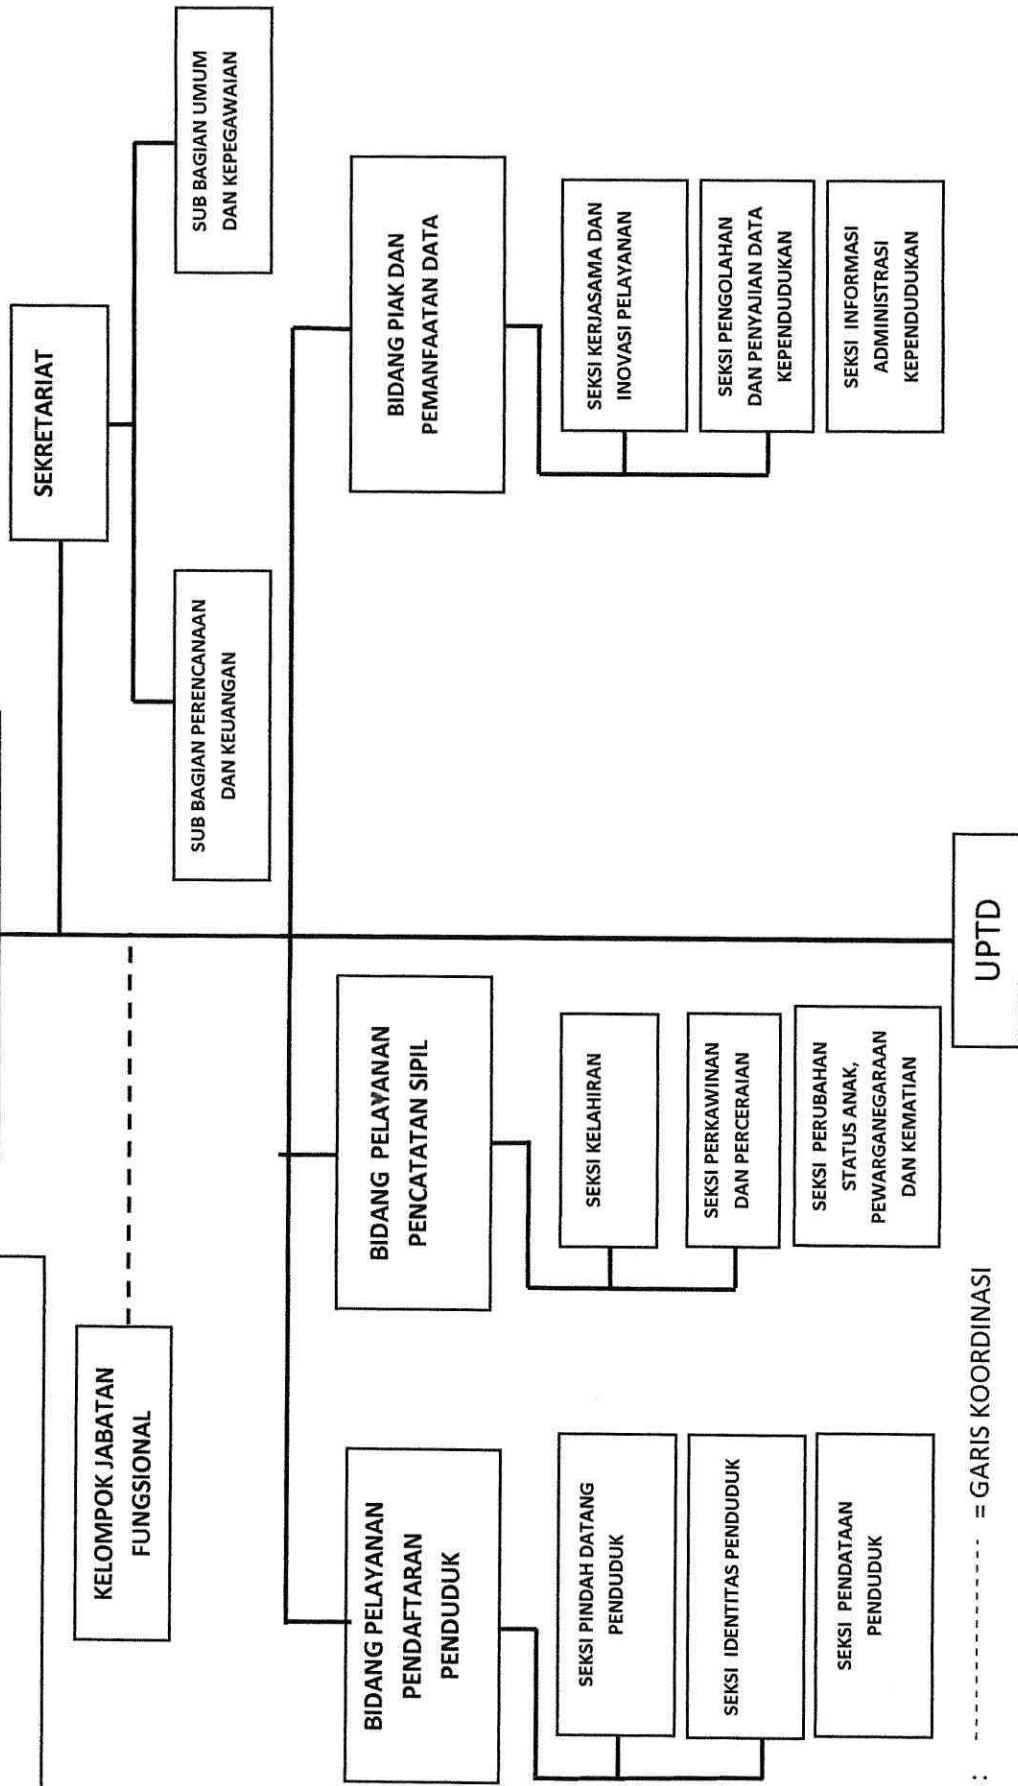 SEKRETARIAT
KELOMPOK JABATAN
FUNGSIONAL
SUB BAGIAN PERENCANAAN
DAN KEUANGAN
SUB BAGIAN UMUM
DAN KEPEGAWAIAN
BIDANG PELAYANAN
PENDAFTARAN
PENDUDUK
BIDANG PELAYANAN
PENCATATAN SIPIL
BIDANG PIAK DAN
PEMANFAATAN DATA
SEKSI PINDAH DATANG
PENDUDUK
SEKSI IDENTITAS PENDUDUK
SEKSI PENDATAAN
PENDUDUK
SEKSI KELAHIRAN
SEKSI PERKAWINAN
DAN PERCERAIAN
SEKSI PERUBAHAN
STATUS ANAK,
PEWARGANEGARAAN
DAN KEMATIAN
SEKSI KERJASAMA DAN
INOVASI PELAYANAN
SEKSI PENGOLAHAN
DAN PENYAJIAN DATA
KEPENDUDUKAN
SEKSI INFORMASI
ADMINISTRASI
KEPENDUDUKAN
UPTD
: ---------------- = GARIS KOORDINASI